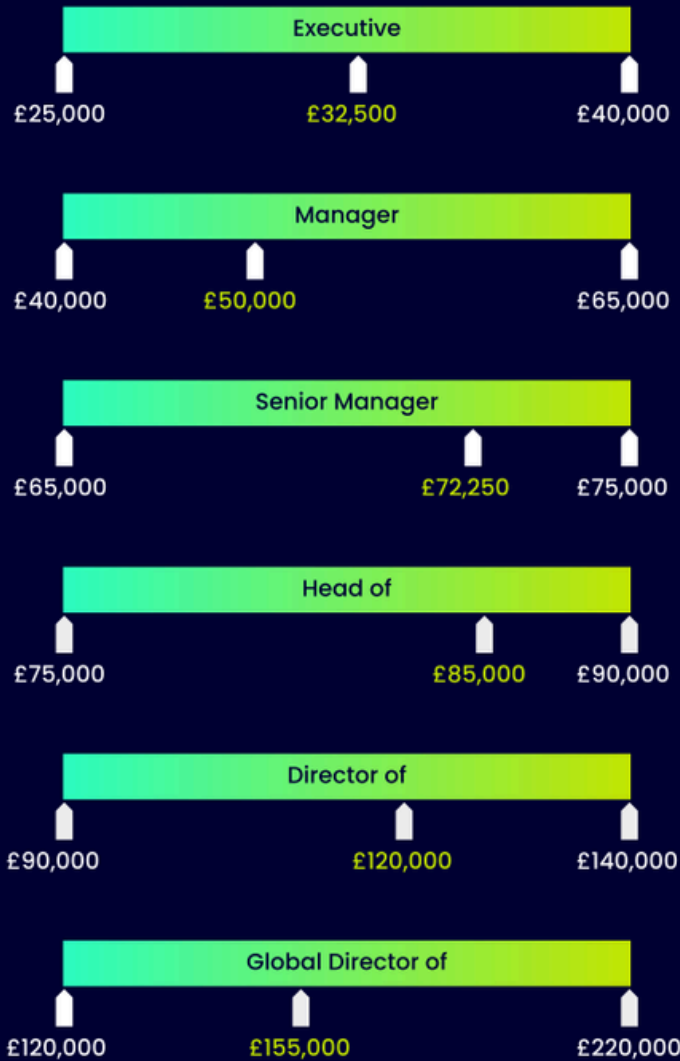 Executive
£25,000 £32,500 £40,000
Manager
£40,000 £50,000 £65,000
Senior Manager
£65,000 £72,250 £75,000
Head of
£75,000 £85,000 £90,000
Director of
£90,000 £120,000 £140,000
Global Director of
£120,000 £155,000 £220,000